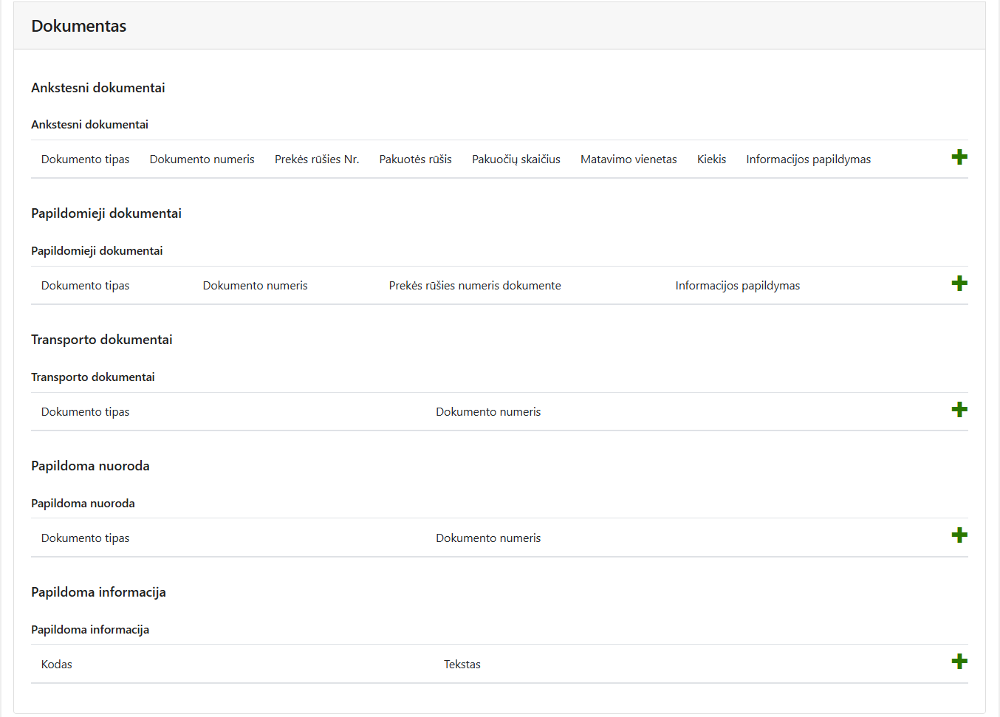 Dokumentas
Ankstesni dokumentai
Ankstesni dokumentai
Dokumento tipas Dokumento numeris Prekės rūšies Nr. Pakuotės rūšis Pakuočių skaičius Matavimo vienetas Kiekis Informacijos papildymas
Papildomieji dokumentai
Papildomieji dokumentai
Dokumento tipas Dokumento numeris Prekės rūšies numeris dokumente Informacijos papildymas
Transporto dokumentai
Transporto dokumentai
Dokumento tipas Dokumento numeris
Papildoma nuoroda
Papildoma nuoroda
Dokumento tipas Dokumento numeris
Papildoma informacija
Papildoma informacija
Kodas Tekstas